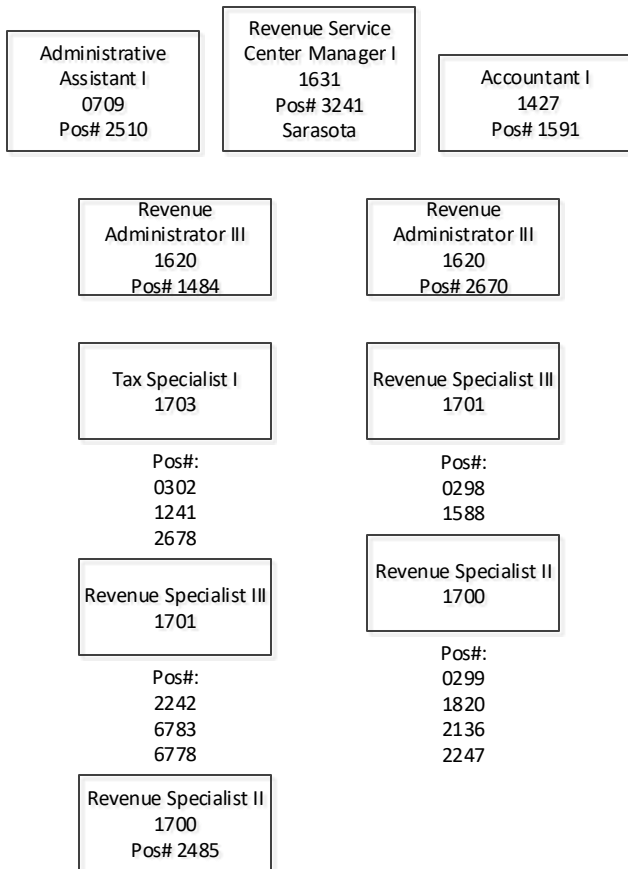 Administrative
Assistant I
0709
Pos# 2510
Revenue Service
Center Manager I
1631
Pos# 3241
Sarasota
Accountant I
1427
Pos# 1591
Revenue
Administrator III
1620
Pos# 1484
Revenue
Administrator III
1620
Pos# 2670
Tax Specialist I
1703
Pos#:
0302
1241
2678
Revenue Specialist III
1701
Pos#:
2242
6783
6778
Revenue Specialist II
1700
Pos# 2485
Revenue Specialist III
1701
Pos#:
0298
1588
Revenue Specialist II
1700
Pos#:
0299
1820
2136
2247